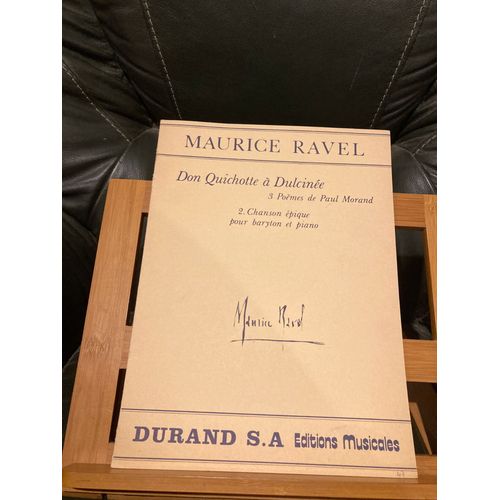 MAURICE RAVEL
Don Quichotte à Dulcinée
3 Poèmes de Paul Morand
2. Chanson épique
pour baryton et piano
Maurice Ravel
DURAND S.A Editions Musicales